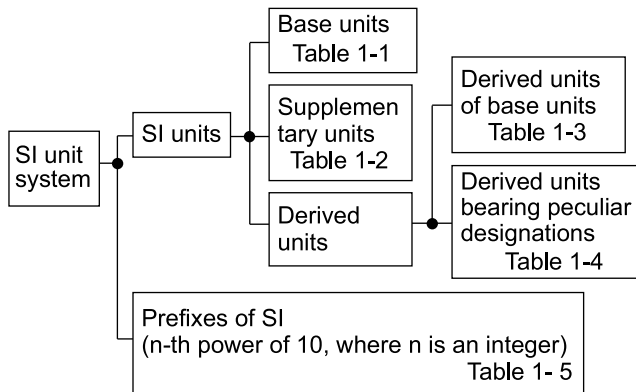 SI unit
system
SI units
Base units
Table 1-1
Supplemen
tary units
Table 1-2
Derived
units
Derived units
of base units
Table 1-3
Derived units
bearing peculiar
designations
Table 1-4
Prefixes of SI
(n-th power of 10, where n is an integer)
Table 1- 5